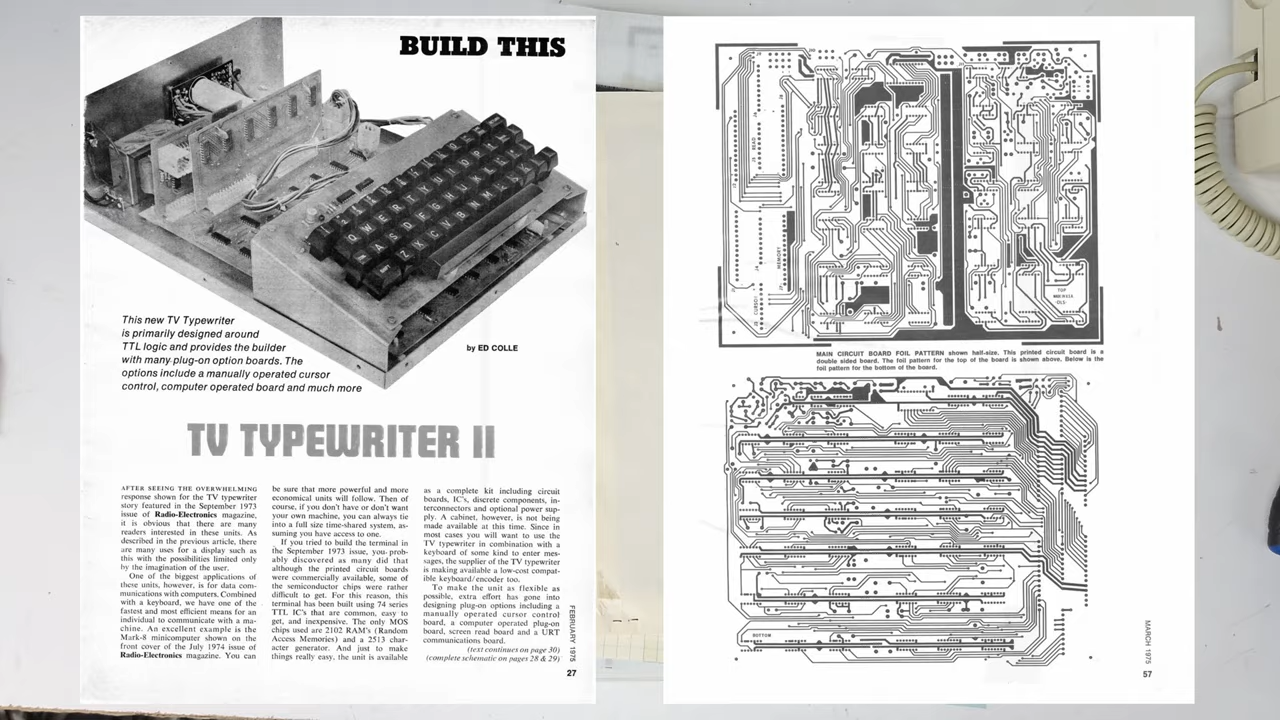 BUILD THIS
This new TV Typewriter
is primarily designed around
TTL logic and provides the builder
with many plug-on option boards. The
options include a manually operated cursor
control, computer operated board and much more
by ED COLLE
TV TYPEWRITER II
AFTER SEEING THE OVERWHELMING
response shown for the TV typewriter
story featured in the September 1973
issue of Radio-Electronics magazine,
it is obvious that there are many
readers interested in these units. As
described in the previous article, there
are many uses for a display such as
this with the possibilities limited only
by the imagination of the user.
One of the biggest applications of
these units, however, is for data com-
munications with computers. Combined
with a keyboard, we have one of the
fastest and most efficient means for an
individual to communicate with a ma-
chine. An excellent example is the
Mark-8 minicomputer shown on the
front cover of the July 1974 issue of
Radio-Electronics magazine. You can
be sure that more powerful and more
economical units will follow. Then of
course, if you don't have or don't want
your own machine, you can always tie
into a full size time-shared system, as-
suming you have access to one.
If you tried to build the terminal in
the September 1973 issue, you prob-
ably discovered as many did that
although the printed circuit boards
were commercially available, some of
the semiconductor chips were rather
difficult to get. For this reason, this
terminal has been built using 74 series
TTL IC's that are common, easy to
get, and inexpensive. The only MOS
chips used are 2102 RAM's (Random
Access Memories) and a 2513 char-
acter generator. And just to make
things really easy, the unit is available
as a complete kit including circuit
boards, IC's, discrete components, in-
terconnectors and optional power sup-
ply. A cabinet, however, is not being
made available at this time. Since in
most cases you will want to use the
TV typewriter in combination with a
keyboard of some kind to enter mes-
sages, the supplier of the TV typewriter
is making available a low-cost compat-
ible keyboard/encoder too.
To make the unit as flexible as
possible, extra effort has gone into
designing plug-on options including a
manually operated cursor control
board, a computer operated plug-on
board, screen read board and a URT
communications board.
(text continues on page 30)
(complete schematic on pages 28 & 29)
FEBRUARY 1975
27
READ
MEMORY
CURSOR
TOP
MAIN CIRCUIT BOARD FOIL PATTERN shown half-size. This printed circuit board is a
double sided board. The foil pattern for the top of the board is shown above. Below is the
foil pattern for the bottom of the board.
BOTTOM
MARCH 1975
57